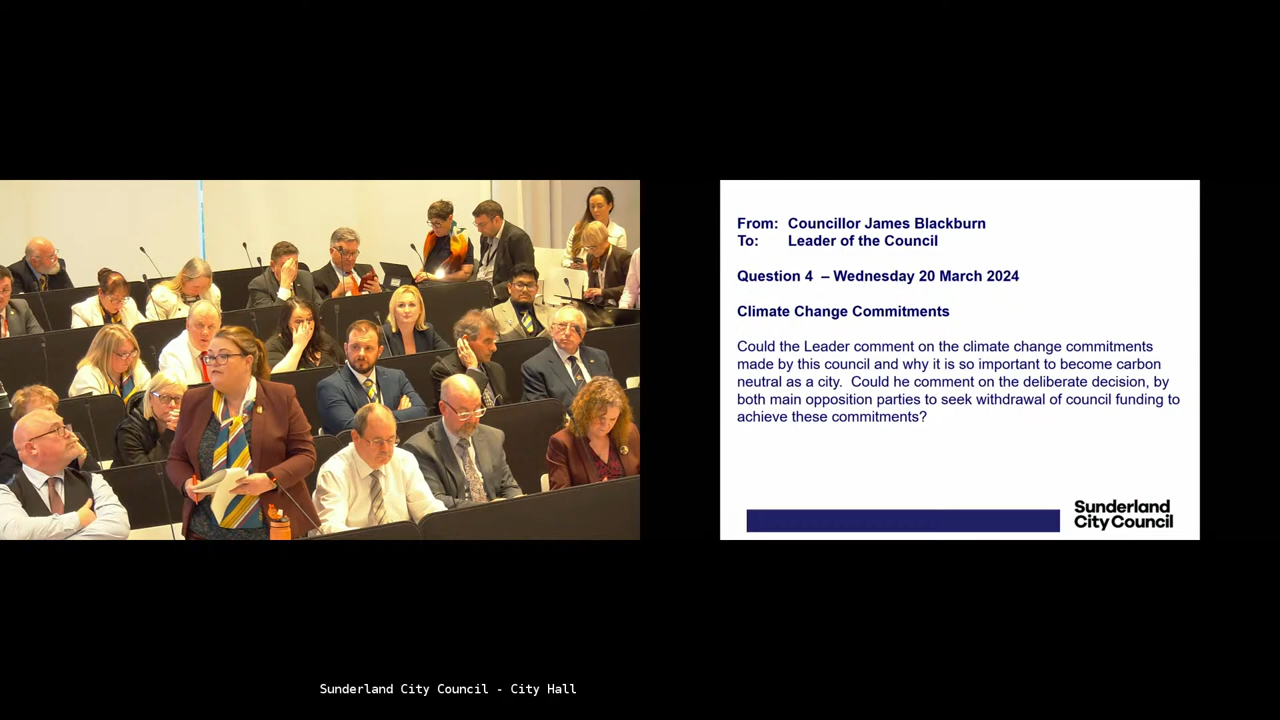 From: Councillor James Blackburn
To: Leader of the Council
Question 4 – Wednesday 20 March 2024
Climate Change Commitments
Could the Leader comment on the climate change commitments
made by this council and why it is so important to become carbon
neutral as a city. Could he comment on the deliberate decision, by
both main opposition parties to seek withdrawal of council funding to
achieve these commitments?
Sunderland
City Council
Sunderland City Council - City Hall